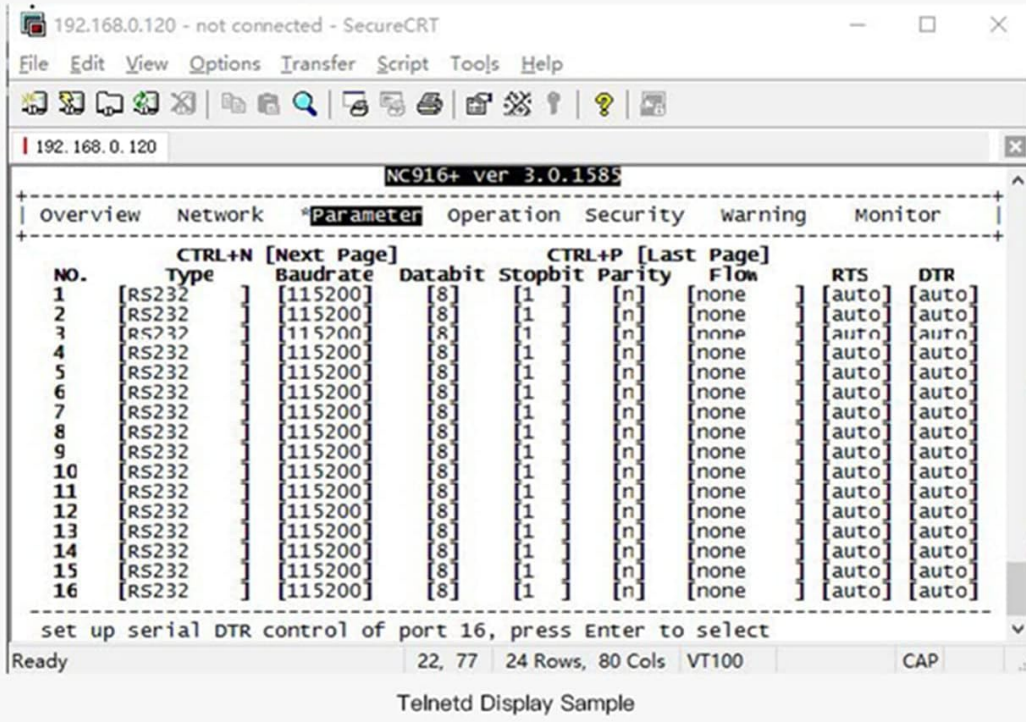 192.168.0.120 - not connected - SecureCRT
File Edit View Options Transfer Script Tools Help
192.168.0.120
NC916+ ver 3.0.1585
Overview Network *Parameter Operation Security Warning Monitor
CTRL+N [Next Page] CTRL+P [Last Page]
NO. Type Baudrate Databit Stopbit Parity Flow RTS DTR
1 [RS232 ] [115200] [8] [1 ] [n] [none ] [auto] [auto]
2 [RS232 ] [115200] [8] [1 ] [n] [none ] [auto] [auto]
3 [RS232 ] [115200] [8] [1 ] [n] [none ] [auto] [auto]
4 [RS232 ] [115200] [8] [1 ] [n] [none ] [auto] [auto]
5 [RS232 ] [115200] [8] [1 ] [n] [none ] [auto] [auto]
6 [RS232 ] [115200] [8] [1 ] [n] [none ] [auto] [auto]
7 [RS232 ] [115200] [8] [1 ] [n] [none ] [auto] [auto]
8 [RS232 ] [115200] [8] [1 ] [n] [none ] [auto] [auto]
9 [RS232 ] [115200] [8] [1 ] [n] [none ] [auto] [auto]
10 [RS232 ] [115200] [8] [1 ] [n] [none ] [auto] [auto]
11 [RS232 ] [115200] [8] [1 ] [n] [none ] [auto] [auto]
12 [RS232 ] [115200] [8] [1 ] [n] [none ] [auto] [auto]
13 [RS232 ] [115200] [8] [1 ] [n] [none ] [auto] [auto]
14 [RS232 ] [115200] [8] [1 ] [n] [none ] [auto] [auto]
15 [RS232 ] [115200] [8] [1 ] [n] [none ] [auto] [auto]
16 [RS232 ] [115200] [8] [1 ] [n] [none ] [auto] [auto]
set up serial DTR control of port 16, press Enter to select
Ready 22, 77 24 Rows, 80 Cols VT100 CAP
Telnetd Display Sample